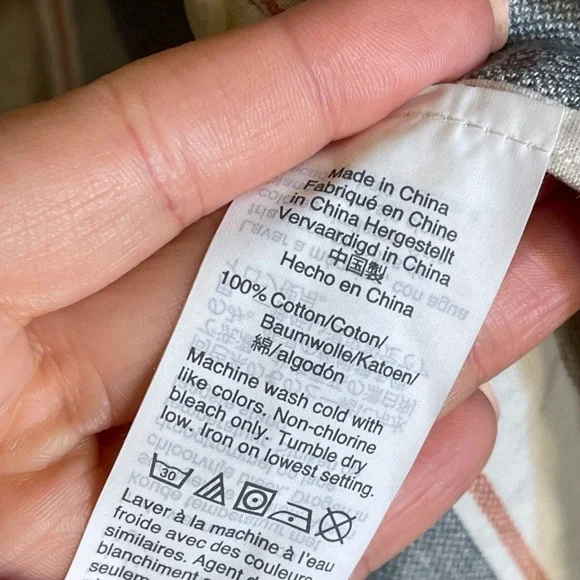 Made in China
Fabriqué en Chine
in China Hergestellt
Vervaardigd in China
中国製
Hecho en China
100% Cotton/Coton/
Baumwolle/Katoen/
綿/algodón
Machine wash cold with
like colors. Non-chlorine
bleach only. Tumble dry
low. Iron on lowest setting.
30
Laver à la machine à l'eau
froide avec des couleurs
similaires. Agent de
blanchiment
seulement